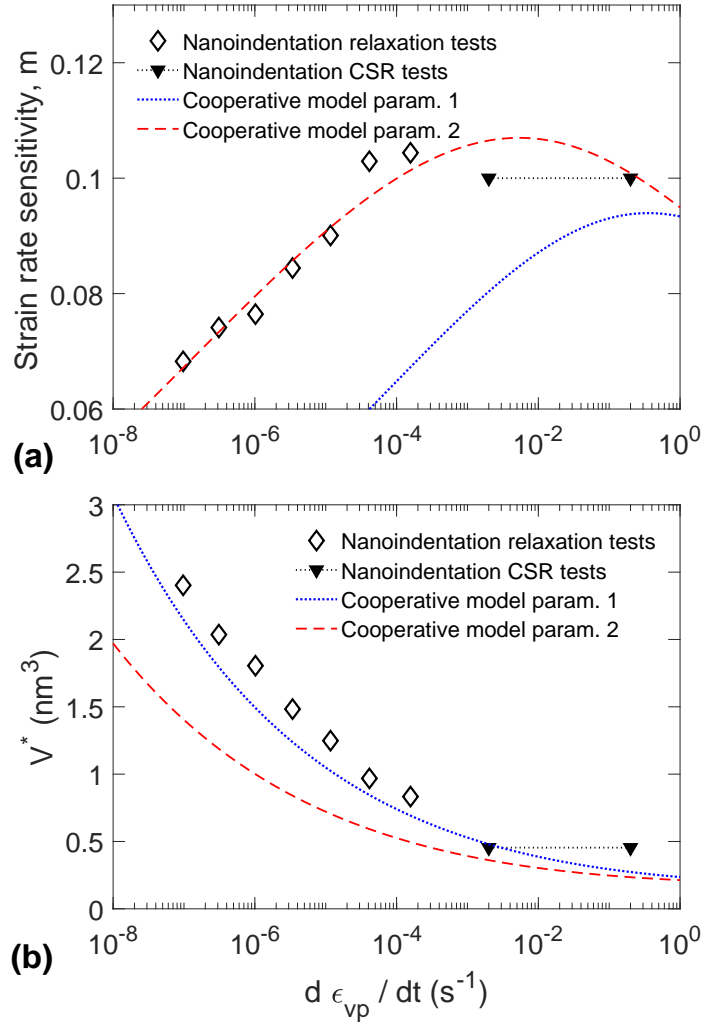 0.12
0.1
0.08
0.06
Strain rate sensitivity, m
Nanoindentation relaxation tests
Nanoindentation CSR tests
Cooperative model param. 1
Cooperative model param. 2
10^-8 10^-6 10^-4 10^-2 10^0
(a)
3
2.5
2
1.5
1
0.5
0
V^* (nm^3)
Nanoindentation relaxation tests
Nanoindentation CSR tests
Cooperative model param. 1
Cooperative model param. 2
10^-8 10^-6 10^-4 10^-2 10^0
(b)
d ϵ_vp / dt (s^-1)